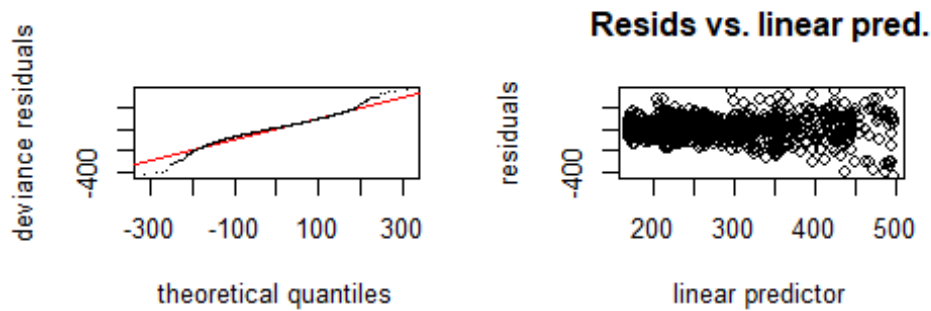 Resids vs. linear pred.
deviance residuals
-400
-300 -100 100 300
theoretical quantiles
residuals
-400
200 300 400 500
linear predictor